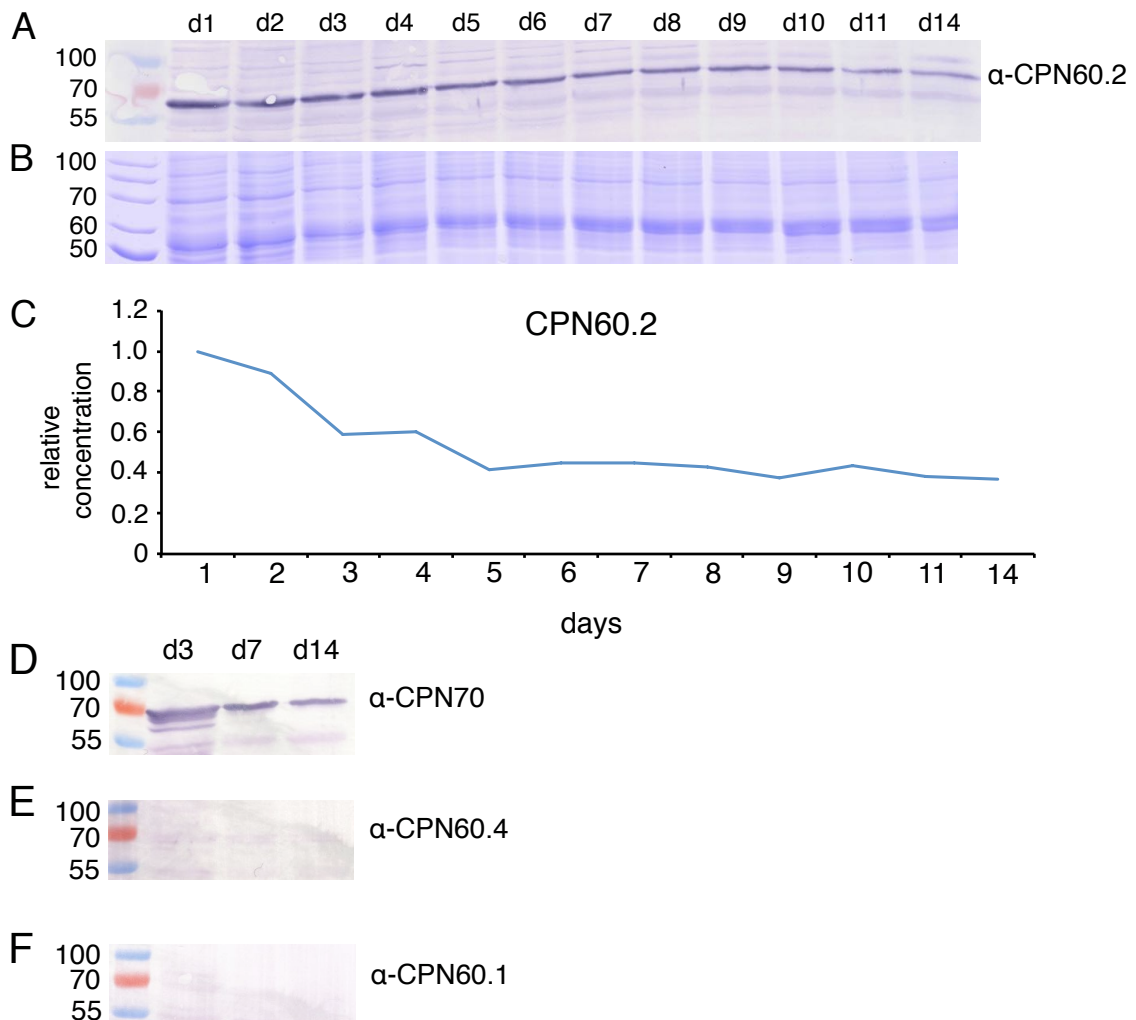 A d1 d2 d3 d4 d5 d6 d7 d8 d9 d10 d11 d14
100
70
55
α-CPN60.2
B
100
70
60
50
C
CPN60.2
1.2
1.0
0.8
0.6
0.4
0.2
0
relative
concentration
1 2 3 4 5 6 7 8 9 10 11 14
days
D d3 d7 d14
100
70
55
α-CPN70
E
100
70
55
α-CPN60.4
F
100
70
55
α-CPN60.1